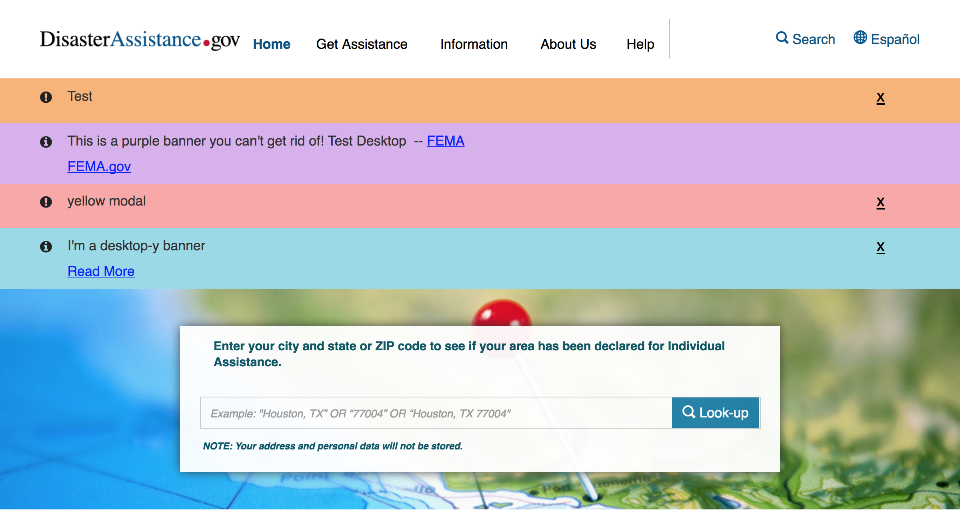 DisasterAssistance.gov
Home Get Assistance Information About Us Help
Search Español
Test X
This is a purple banner you can't get rid of! Test Desktop -- FEMA
FEMA.gov
yellow modal X
I'm a desktop-y banner X
Read More
Enter your city and state or ZIP code to see if your area has been declared for Individual
Assistance.
Example: "Houston, TX" OR "77004" OR "Houston, TX 77004"
Look-up
NOTE: Your address and personal data will not be stored.
Point